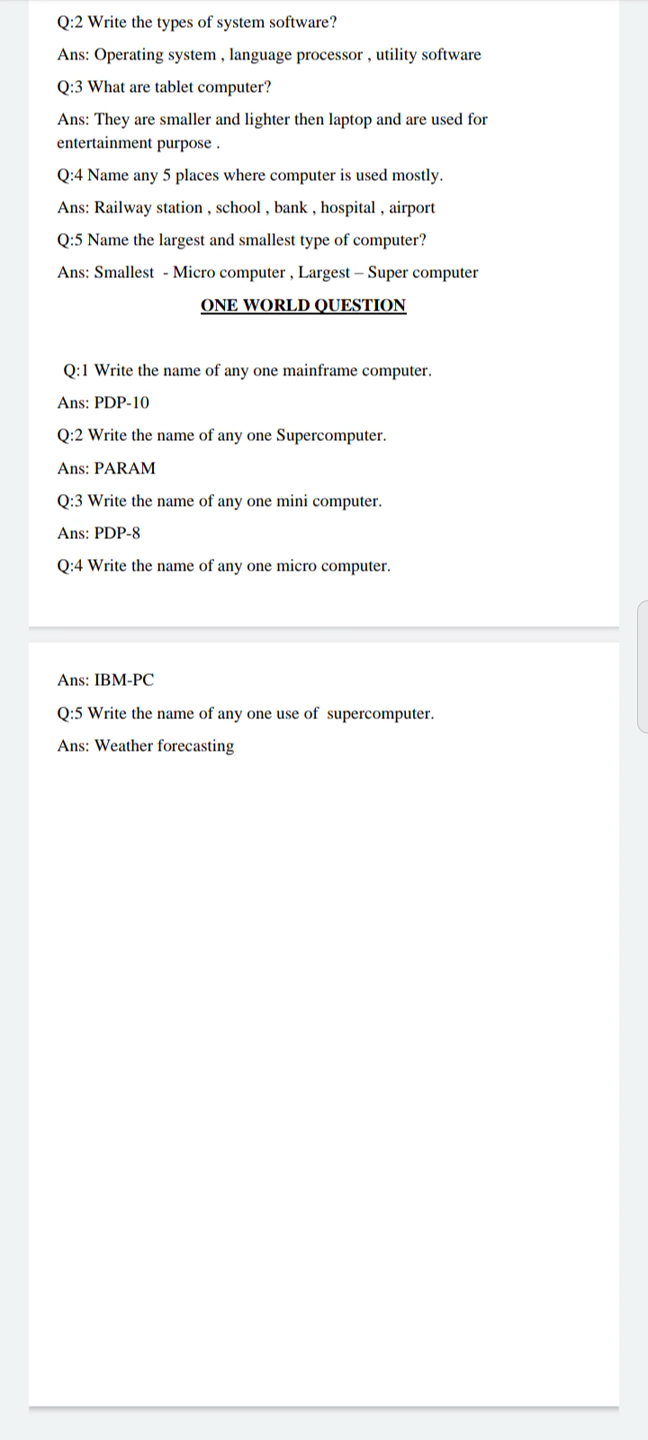 Q:2 Write the types of system software?
Ans: Operating system , language processor , utility software
Q:3 What are tablet computer?
Ans: They are smaller and lighter then laptop and are used for
entertainment purpose .
Q:4 Name any 5 places where computer is used mostly.
Ans: Railway station , school , bank , hospital , airport
Q:5 Name the largest and smallest type of computer?
Ans: Smallest  - Micro computer , Largest – Super computer
ONE WORLD QUESTION
Q:1 Write the name of any one mainframe computer.
Ans: PDP-10
Q:2 Write the name of any one Supercomputer.
Ans: PARAM
Q:3 Write the name of any one mini computer.
Ans: PDP-8
Q:4 Write the name of any one micro computer.
Ans: IBM-PC
Q:5 Write the name of any one use of  supercomputer.
Ans: Weather forecasting